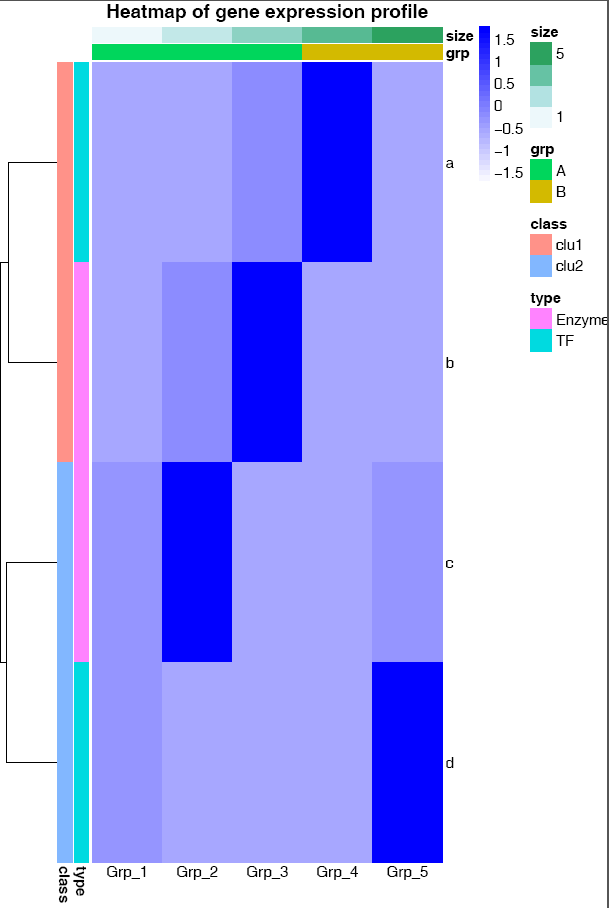 Heatmap of gene expression profile
size
grp
a
b
c
d
1.5
1
0.5
0
−0.5
−1
−1.5
size
5
1
grp
A
B
class
clu1
clu2
type
Enzyme
TF
class
type
Grp_1 Grp_2 Grp_3 Grp_4 Grp_5